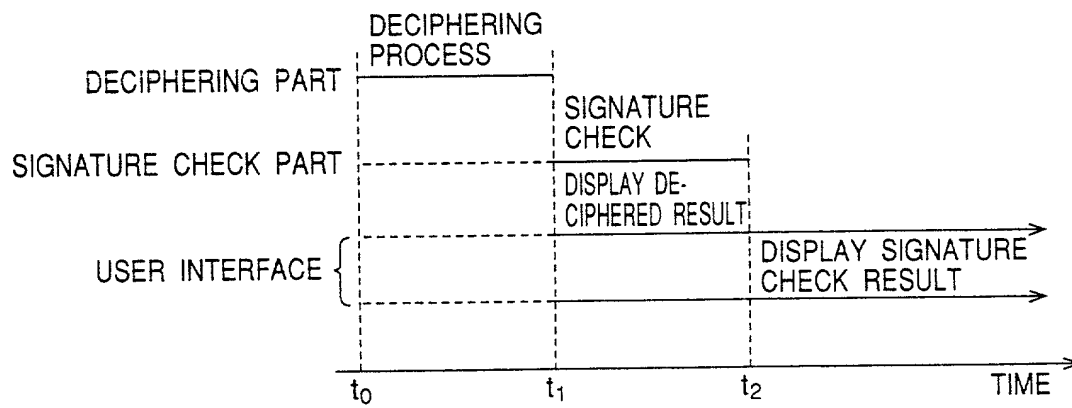 DECIPHERING
PROCESS
DECIPHERING PART
SIGNATURE
CHECK
SIGNATURE CHECK PART
DISPLAY DE-
CIPHERED RESULT
USER INTERFACE
DISPLAY SIGNATURE
CHECK RESULT
t0 t1 t2 TIME